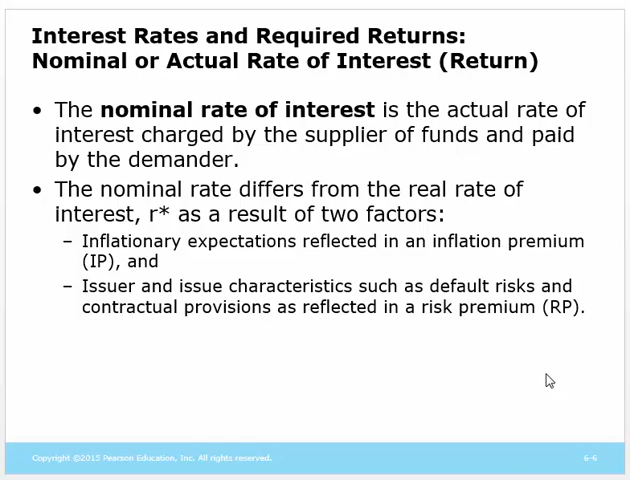 Interest Rates and Required Returns:
Nominal or Actual Rate of Interest (Return)
• The nominal rate of interest is the actual rate of
interest charged by the supplier of funds and paid
by the demander.
• The nominal rate differs from the real rate of
interest, r* as a result of two factors:
– Inflationary expectations reflected in an inflation premium
(IP), and
– Issuer and issue characteristics such as default risks and
contractual provisions as reflected in a risk premium (RP).
Copyright ©2015 Pearson Education, Inc. All rights reserved.
6-6